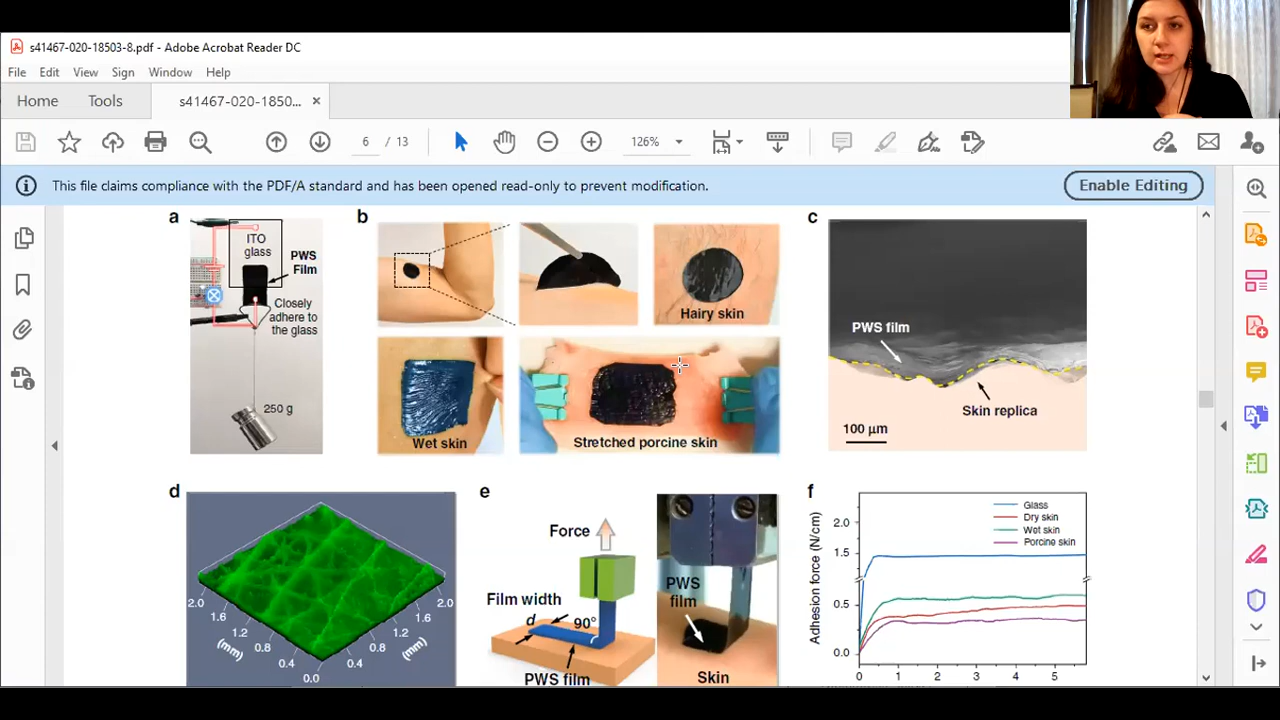 s41467-020-18503-8.pdf - Adobe Acrobat Reader DC
File Edit View Sign Window Help
Home Tools s41467-020-1850... ×
6 / 13 126%
This file claims compliance with the PDF/A standard and has been opened read-only to prevent modification. Enable Editing
a
ITO
glass
PWS
Film
Closely
adhere to
the glass
250 g
b
Hairy skin
Wet skin
Stretched porcine skin
c
PWS film
Skin replica
100 μm
d
2.0
1.6
1.2
0.8
0.4
0.0
(mm)
0.4
0.8
1.2
1.6
2.0
(mm)
e
Force
Film width
d
90°
PWS film
PWS
film
Skin
f
Adhesion force (N/cm)
2.0
1.5
0.5
0.0
Glass
Dry skin
Wet skin
Porcine skin
0 1 2 3 4 5